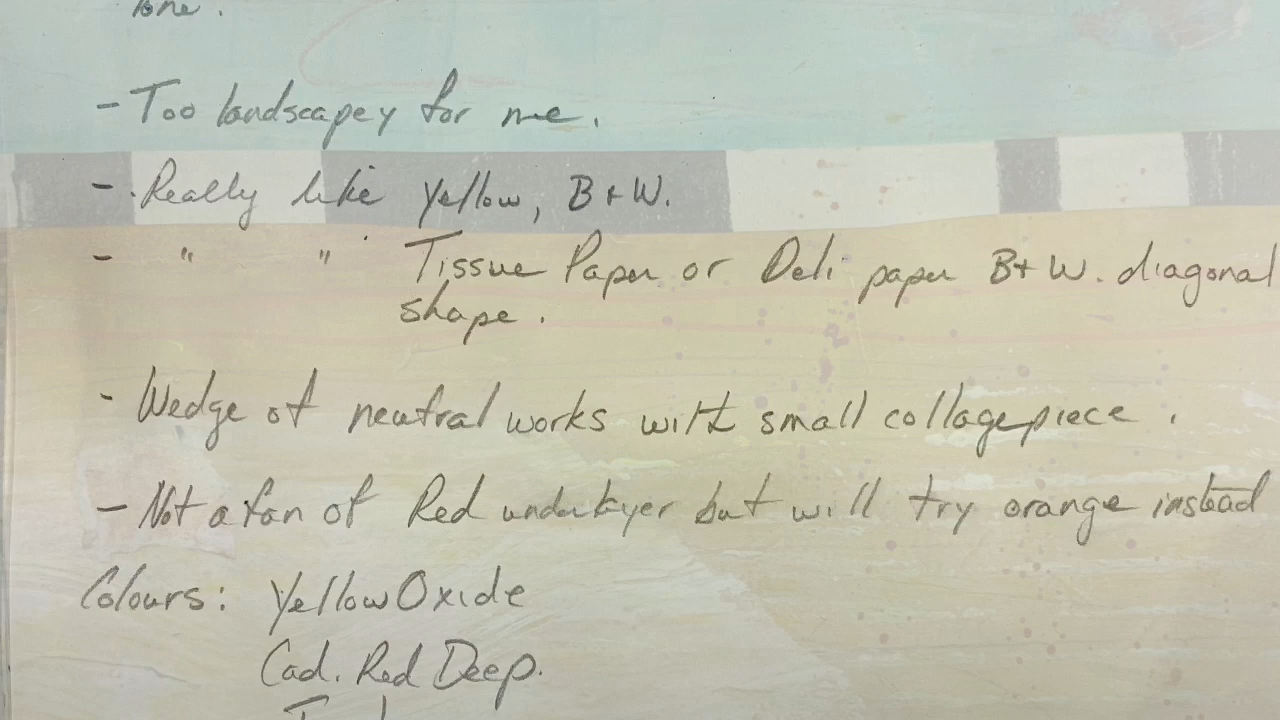 tone.
- Too landscapey for me.
- Really like yellow, B+W.
- " " Tissue Paper or Deli paper B+W. diagonal
shape.
- Wedge of neutral works with small collage piece.
- Not a fan of Red underlayer but will try orange instead
Colours: Yellow Oxide
Cad. Red Deep.